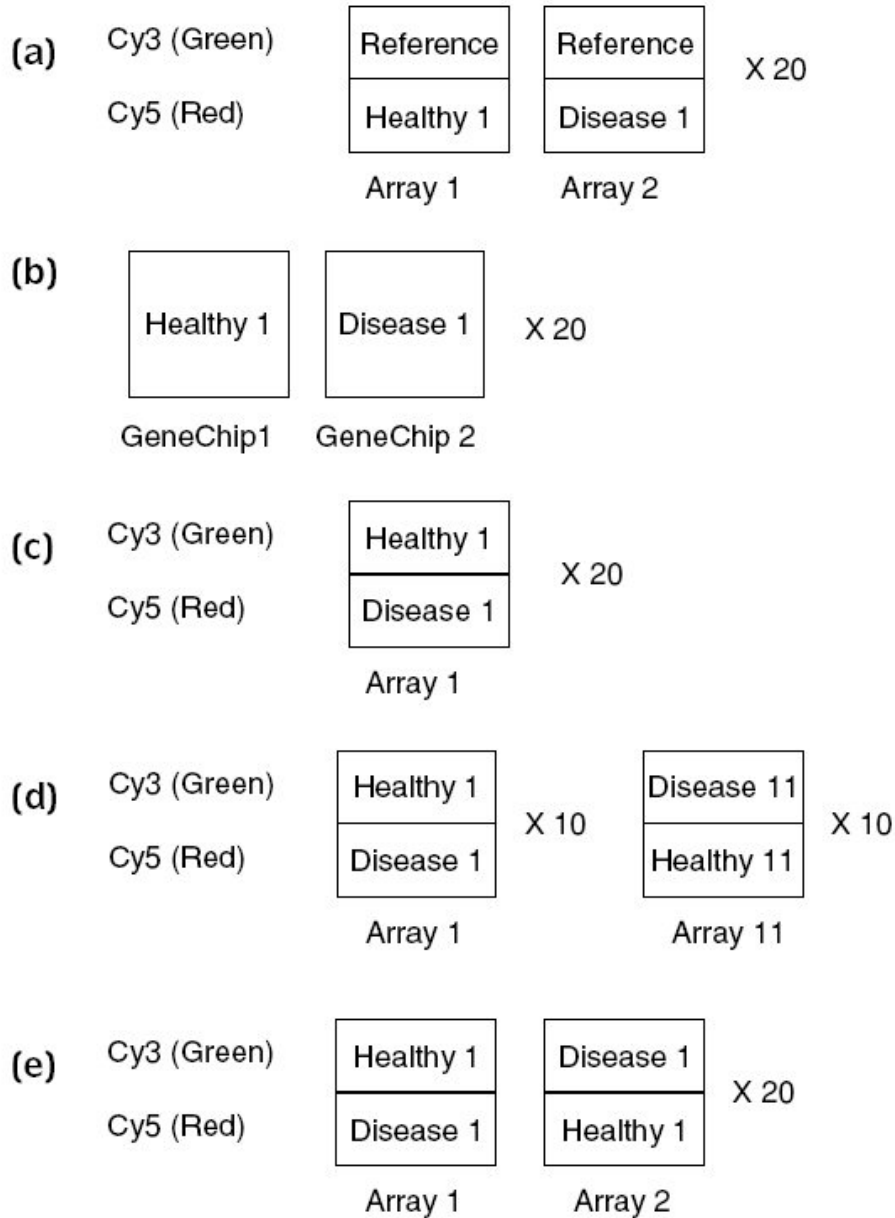 (a) Cy3 (Green) Reference Reference
X 20
Cy5 (Red) Healthy 1 Disease 1
Array 1 Array 2
(b)
Healthy 1 Disease 1 X 20
GeneChip1 GeneChip 2
(c) Cy3 (Green) Healthy 1
X 20
Cy5 (Red) Disease 1
Array 1
(d) Cy3 (Green) Healthy 1 Disease 11
X 10 X 10
Cy5 (Red) Disease 1 Healthy 11
Array 1 Array 11
(e) Cy3 (Green) Healthy 1 Disease 1
X 20
Cy5 (Red) Disease 1 Healthy 1
Array 1 Array 2